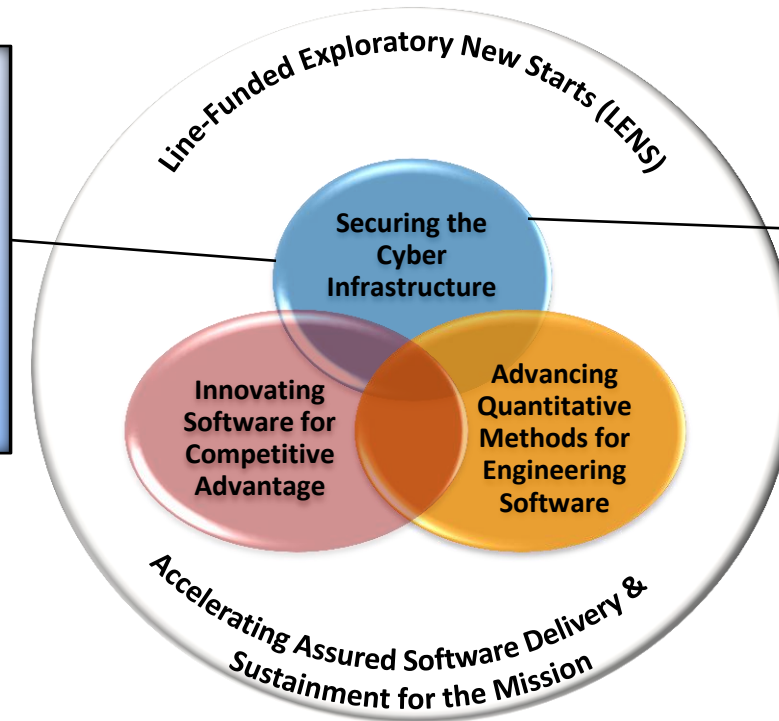 Line-Funded Exploratory New Starts (LENS)
Securing the
Cyber
Infrastructure
Innovating
Software for
Competitive
Advantage
Advancing
Quantitative
Methods for
Engineering
Software
Accelerating Assured Software Delivery &
Sustainment for the Mission